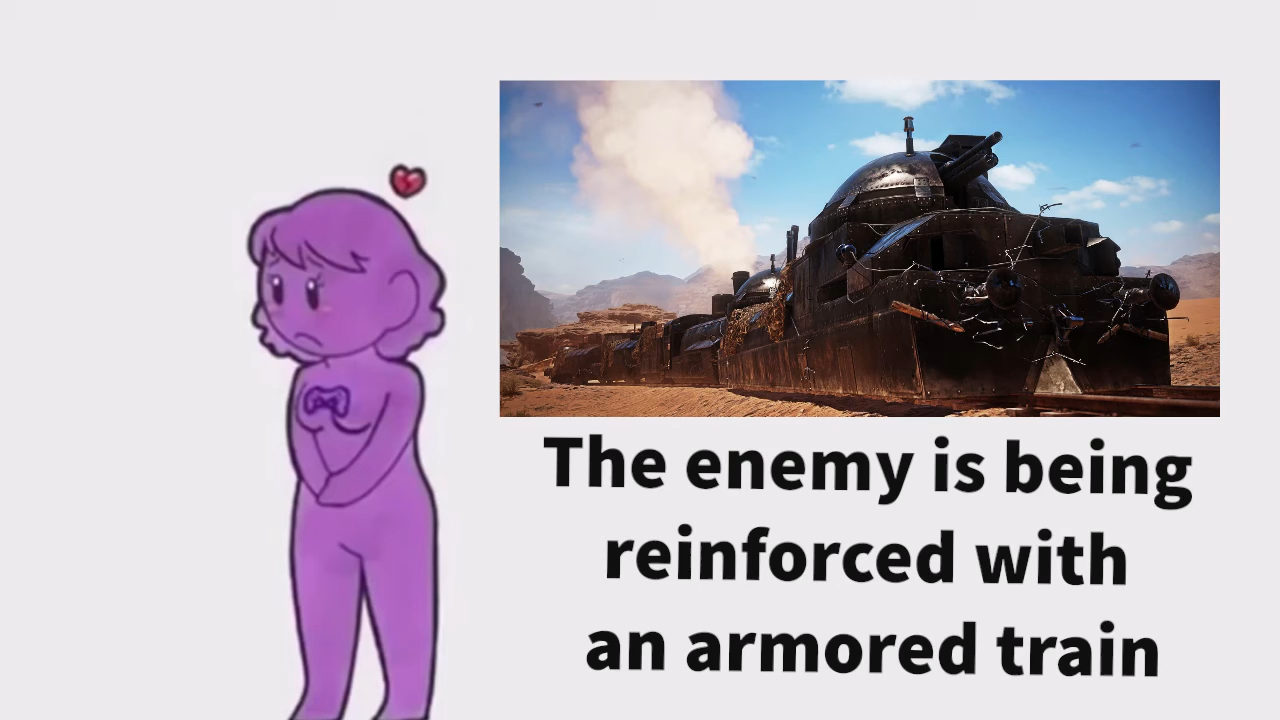 The enemy is being
reinforced with
an armored train